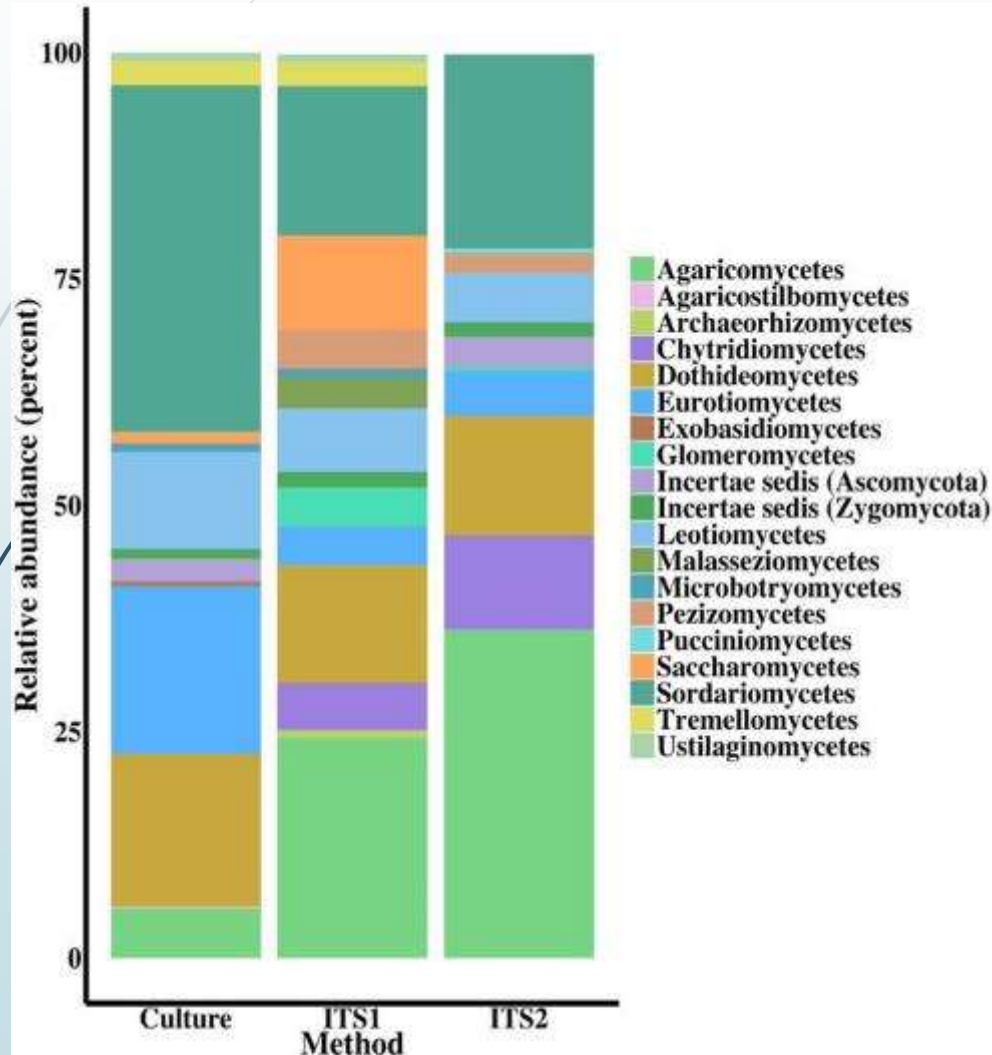 100
75
50
25
0
Relative abundance (percent)
Culture
ITS1
ITS2
Method
Agaricomycetes
Agaricostilbomycetes
Archaeorhizomycetes
Chytridiomycetes
Dothideomycetes
Eurotiomycetes
Exobasidiomycetes
Glomeromycetes
Incertae sedis (Ascomycota)
Incertae sedis (Zygomycota)
Leotiomycetes
Malasseziomycetes
Microbotryomycetes
Pezizomycetes
Pucciniomycetes
Saccharomycetes
Sordariomycetes
Tremellomycetes
Ustilaginomycetes